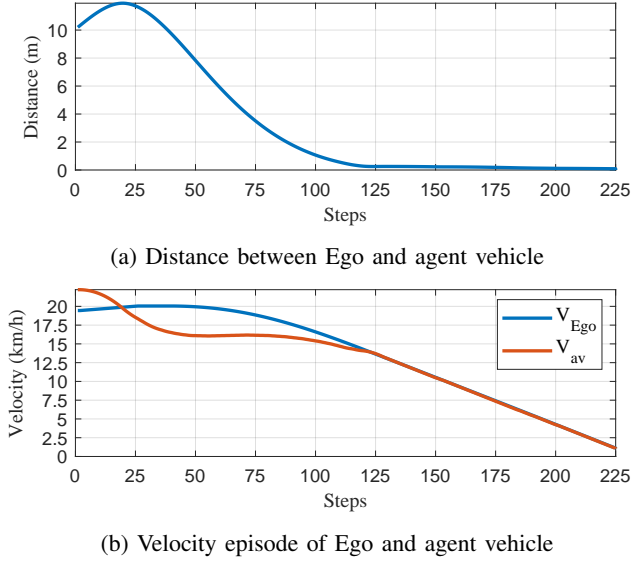 10
8
6
4
2
0
Distance (m)
0 25 50 75 100 125 150 175 200 225
Steps
(a) Distance between Ego and agent vehicle
20
17.5
15
12.5
10
7.5
5
2.5
0
Velocity (km/h)
V_Ego
V_av
0 25 50 75 100 125 150 175 200 225
Steps
(b) Velocity episode of Ego and agent vehicle